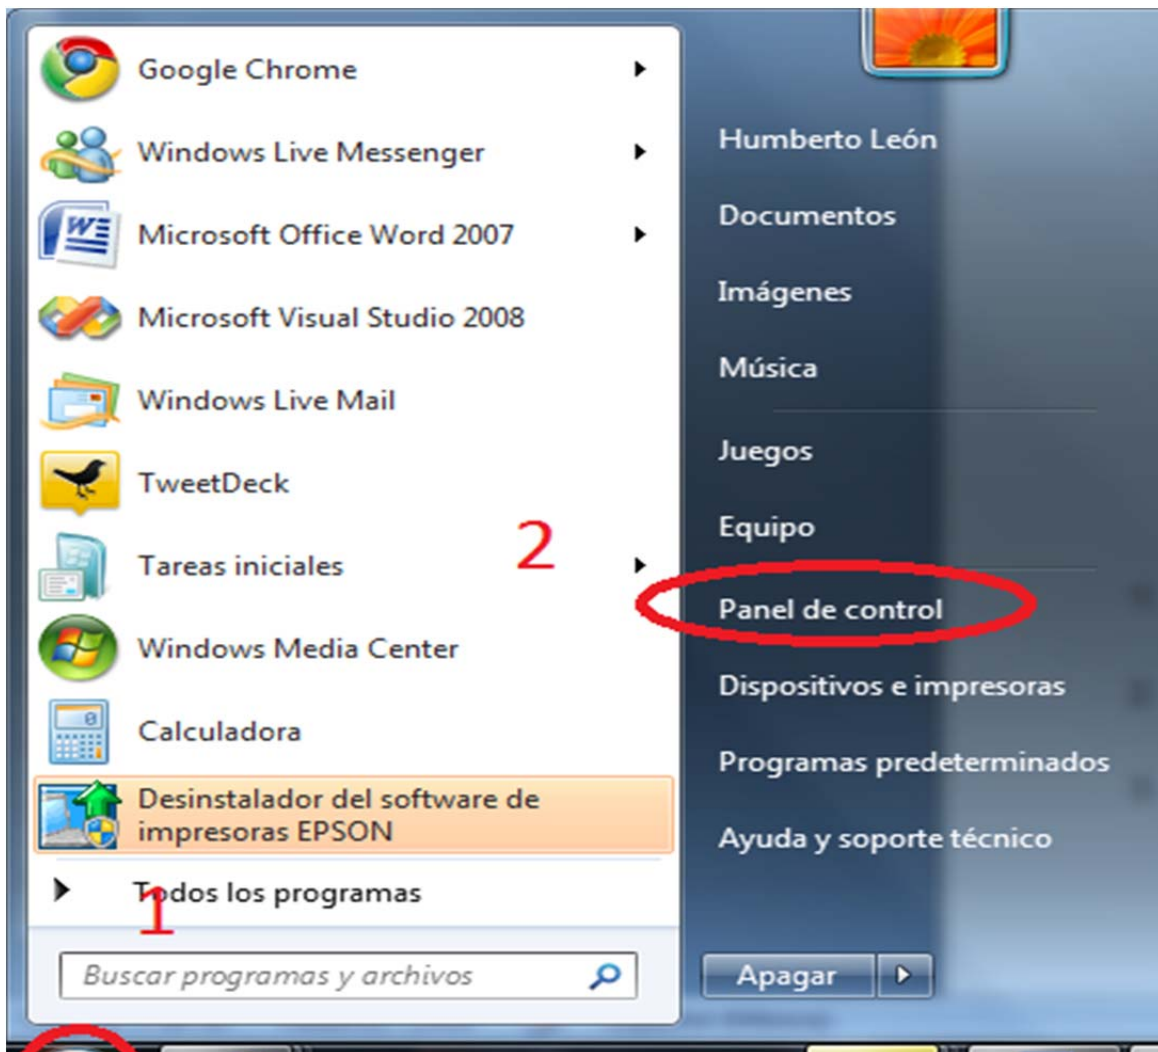 Google Chrome
Windows Live Messenger
Microsoft Office Word 2007
Microsoft Visual Studio 2008
Windows Live Mail
TweetDeck
2
Tareas iniciales
Windows Media Center
Calculadora
Desinstalador del software de
impresoras EPSON
Todos los programas
1
Buscar programas y archivos
Humberto León
Documentos
Imágenes
Música
Juegos
Equipo
Panel de control
Dispositivos e impresoras
Programas predeterminados
Ayuda y soporte técnico
Apagar